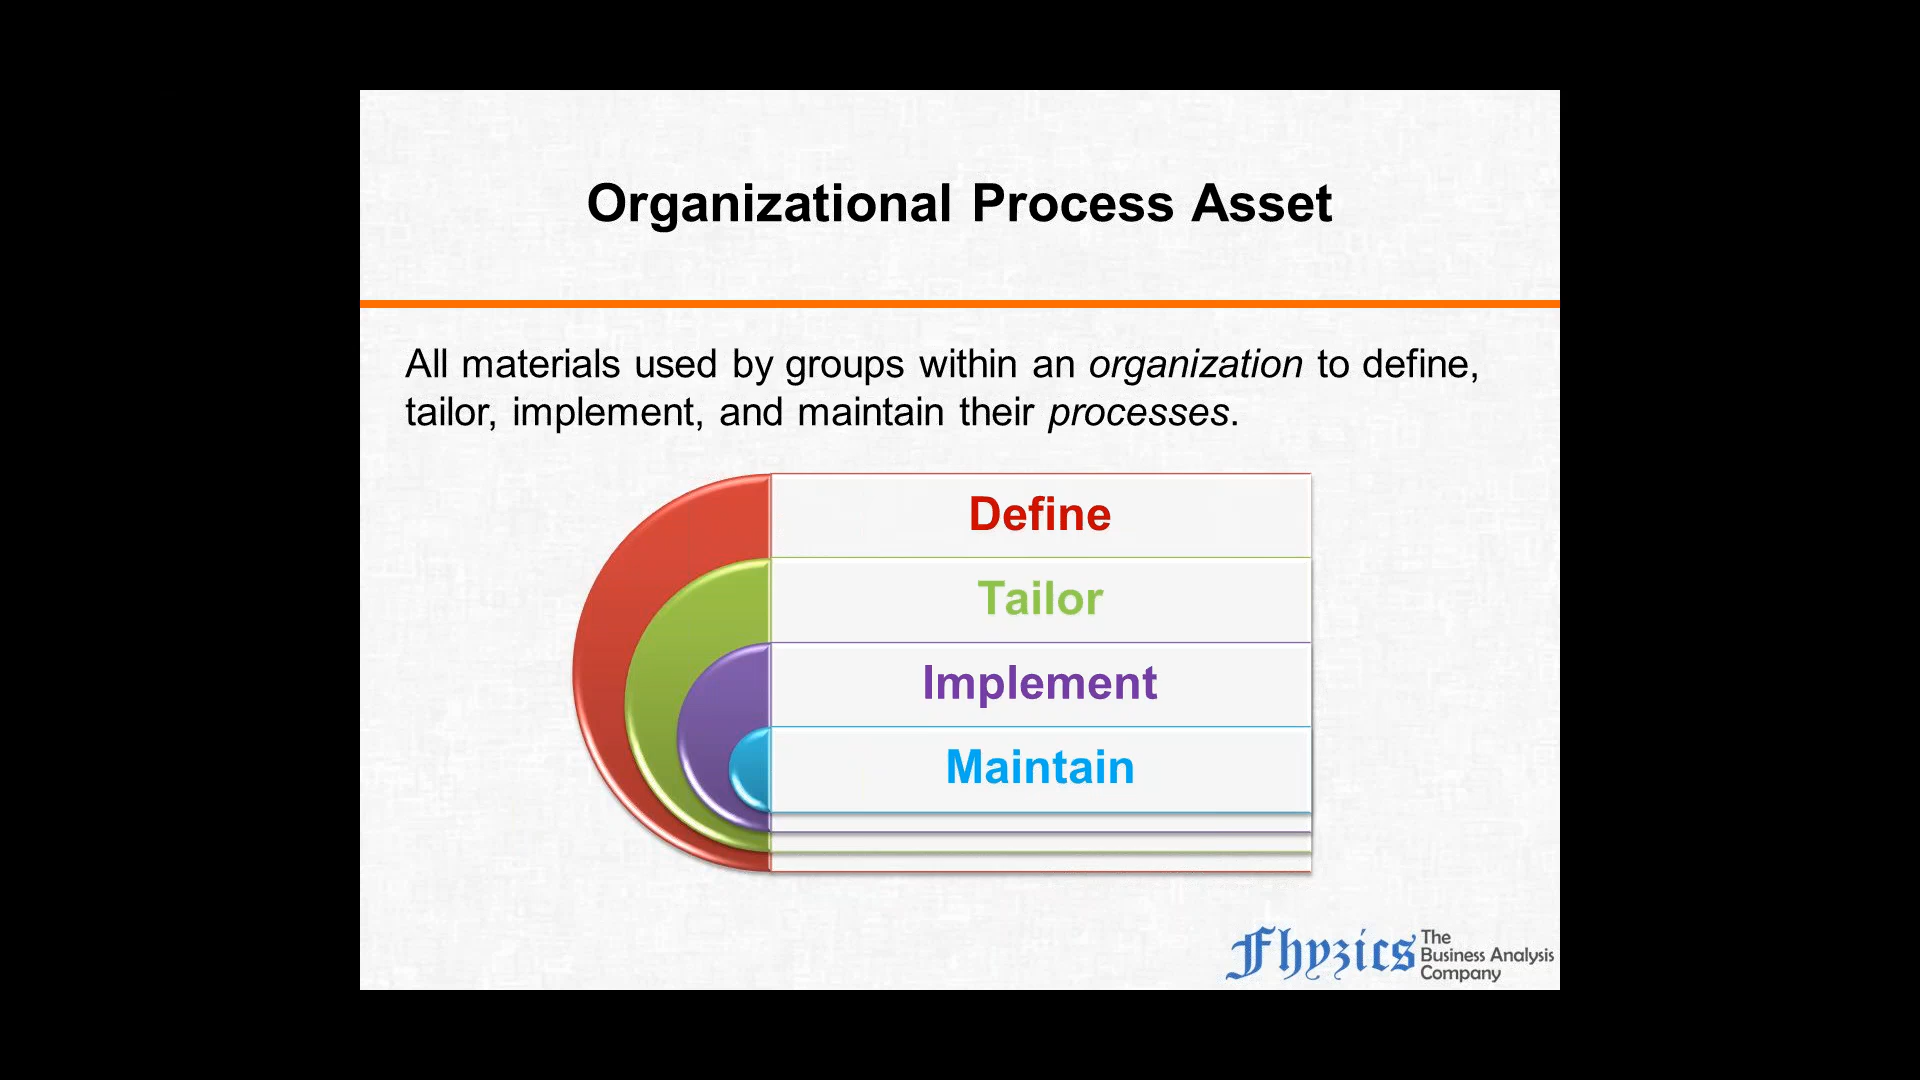 Organizational Process Asset
All materials used by groups within an organization to define,
tailor, implement, and maintain their processes.
Define
Tailor
Implement
Maintain
Fhyzics
The
Business Analysis
Company